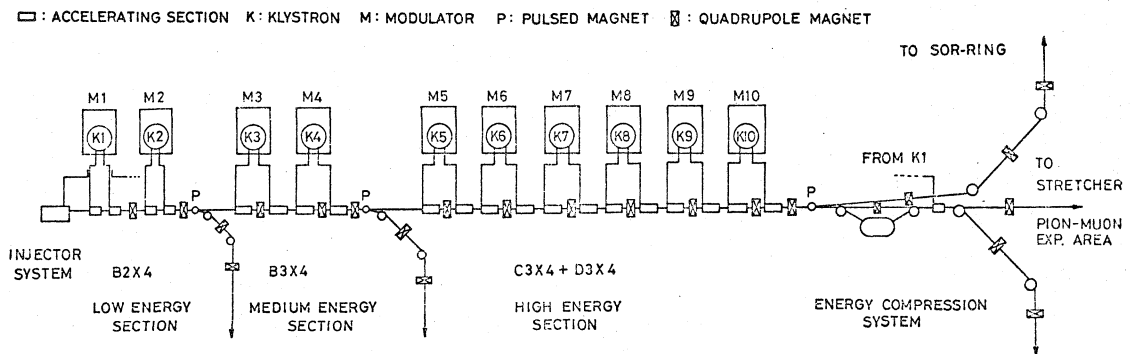 : ACCELERATING SECTION K: KLYSTRON M: MODULATOR P: PULSED MAGNET : QUADRUPOLE MAGNET
TO SOR-RING
M1 M2 M3 M4 M5 M6 M7 M8 M9 M10
K1 K2 K3 K4 K5 K6 K7 K8 K9 K10
FROM K1
TO
STRETCHER
P P P
PION-MUON
EXP. AREA
INJECTOR
SYSTEM
B2X4 B3X4 C3X4 + D3X4
LOW ENERGY
SECTION
MEDIUM ENERGY
SECTION
HIGH ENERGY
SECTION
ENERGY COMPRESSION
SYSTEM